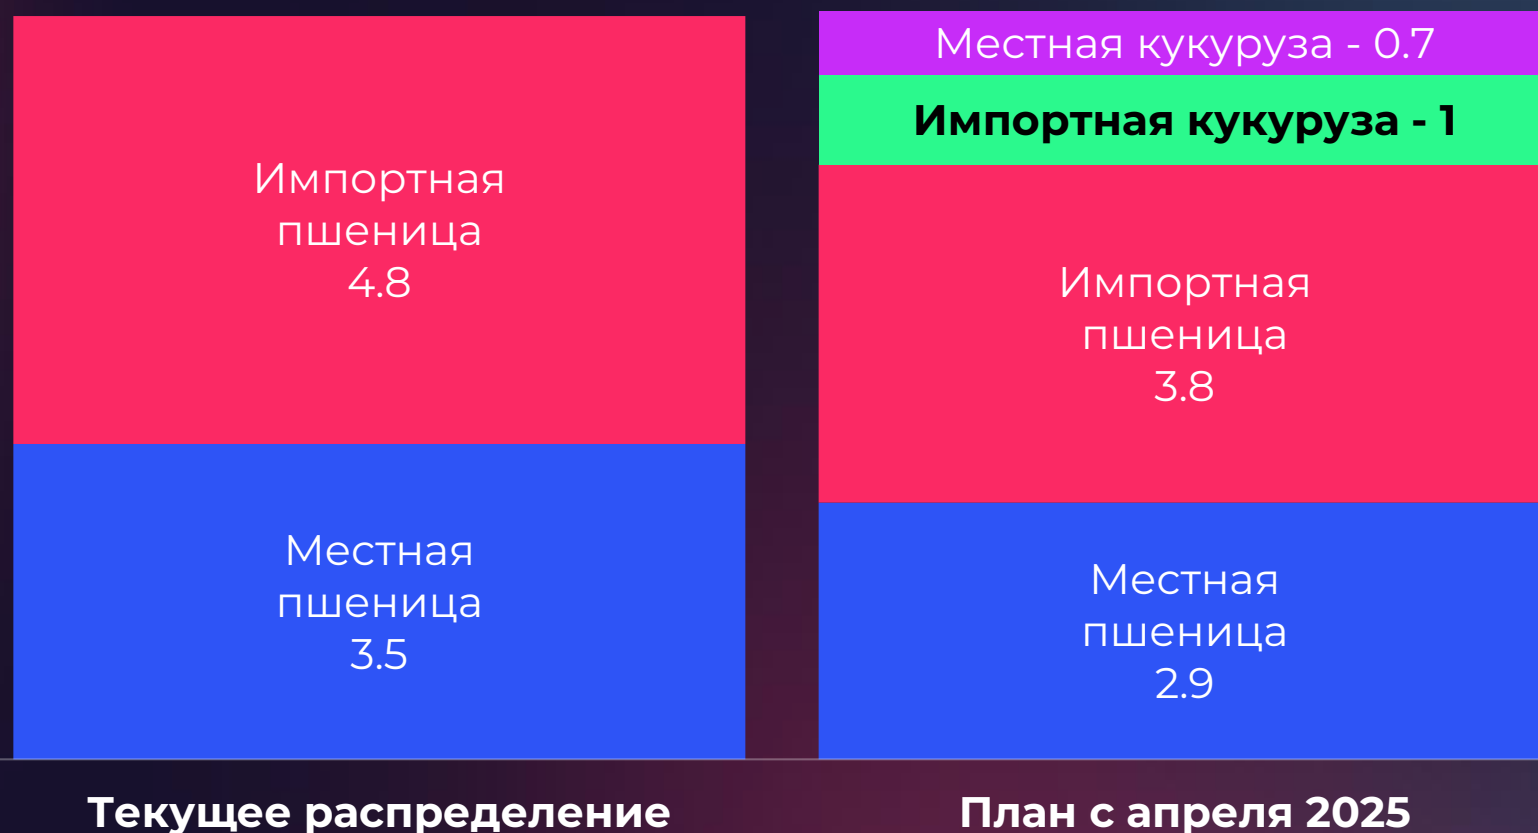 Импортная
пшеница
4.8
Местная
пшеница
3.5
Текущее распределение
Местная кукуруза - 0.7
Импортная кукуруза - 1
Импортная
пшеница
3.8
Местная
пшеница
2.9
План с апреля 2025